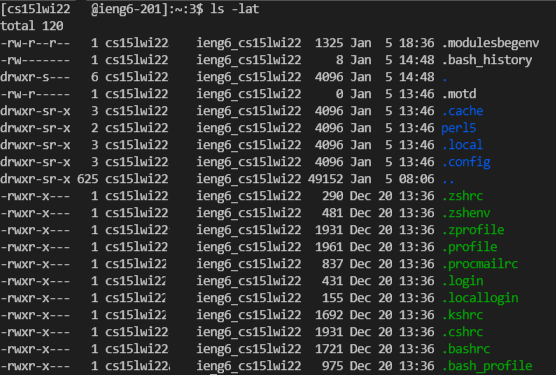 [cs15lwi22 @ieng6-201]:~:3$ ls -lat
total 120
-rw-r--r-- 1 cs15lwi22 ieng6_cs15lwi22 1325 Jan 5 18:36 .modulesbegenv
-rw------- 1 cs15lwi22 ieng6_cs15lwi22 8 Jan 5 14:48 .bash_history
drwxr-s--- 6 cs15lwi22 ieng6_cs15lwi22 4096 Jan 5 14:48 .
-rw-r----- 1 cs15lwi22 ieng6_cs15lwi22 0 Jan 5 13:46 .motd
drwxr-sr-x 3 cs15lwi22 ieng6_cs15lwi22 4096 Jan 5 13:46 .cache
drwxr-sr-x 2 cs15lwi22 ieng6_cs15lwi22 4096 Jan 5 13:46 perl5
drwxr-sr-x 3 cs15lwi22 ieng6_cs15lwi22 4096 Jan 5 13:46 .local
drwxr-sr-x 3 cs15lwi22 ieng6_cs15lwi22 4096 Jan 5 13:46 .config
drwxr-sr-x 625 cs15lwi22 ieng6_cs15lwi22 49152 Jan 5 08:06 ..
-rwxr-x--- 1 cs15lwi22 ieng6_cs15lwi22 290 Dec 20 13:36 .zshrc
-rwxr-x--- 1 cs15lwi22 ieng6_cs15lwi22 481 Dec 20 13:36 .zshenv
-rwxr-x--- 1 cs15lwi22 ieng6_cs15lwi22 1931 Dec 20 13:36 .zprofile
-rwxr-x--- 1 cs15lwi22 ieng6_cs15lwi22 1961 Dec 20 13:36 .profile
-rwxr-x--- 1 cs15lwi22 ieng6_cs15lwi22 837 Dec 20 13:36 .procmailrc
-rwxr-x--- 1 cs15lwi22 ieng6_cs15lwi22 431 Dec 20 13:36 .login
-rwxr-x--- 1 cs15lwi22 ieng6_cs15lwi22 155 Dec 20 13:36 .locallogin
-rwxr-x--- 1 cs15lwi22 ieng6_cs15lwi22 1692 Dec 20 13:36 .kshrc
-rwxr-x--- 1 cs15lwi22 ieng6_cs15lwi22 1931 Dec 20 13:36 .cshrc
-rwxr-x--- 1 cs15lwi22 ieng6_cs15lwi22 1721 Dec 20 13:36 .bashrc
-rwxr-x--- 1 cs15lwi22 ieng6_cs15lwi22 975 Dec 20 13:36 .bash_profile